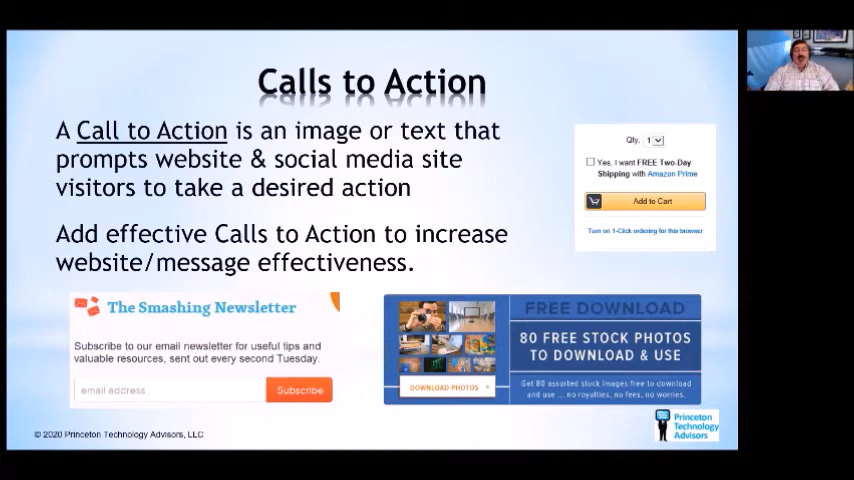 Calls to Action
A Call to Action is an image or text that
prompts website & social media site
visitors to take a desired action
Add effective Calls to Action to increase
website/message effectiveness.
Qty: 1
Yes, I want FREE Two-Day
Shipping with Amazon Prime
Add to Cart
Turn on 1-Click ordering for this browser
The Smashing Newsletter
Subscribe to our email newsletter for useful tips and
valuable resources, sent out every second Tuesday.
email address
Subscribe
FREE DOWNLOAD
80 FREE STOCK PHOTOS
TO DOWNLOAD & USE
DOWNLOAD PHOTOS >
Get 80 assorted stock images free to download
and use ... no royalties, no fees, no worries.
© 2020 Princeton Technology Advisors, LLC
Princeton
Technology
Advisors